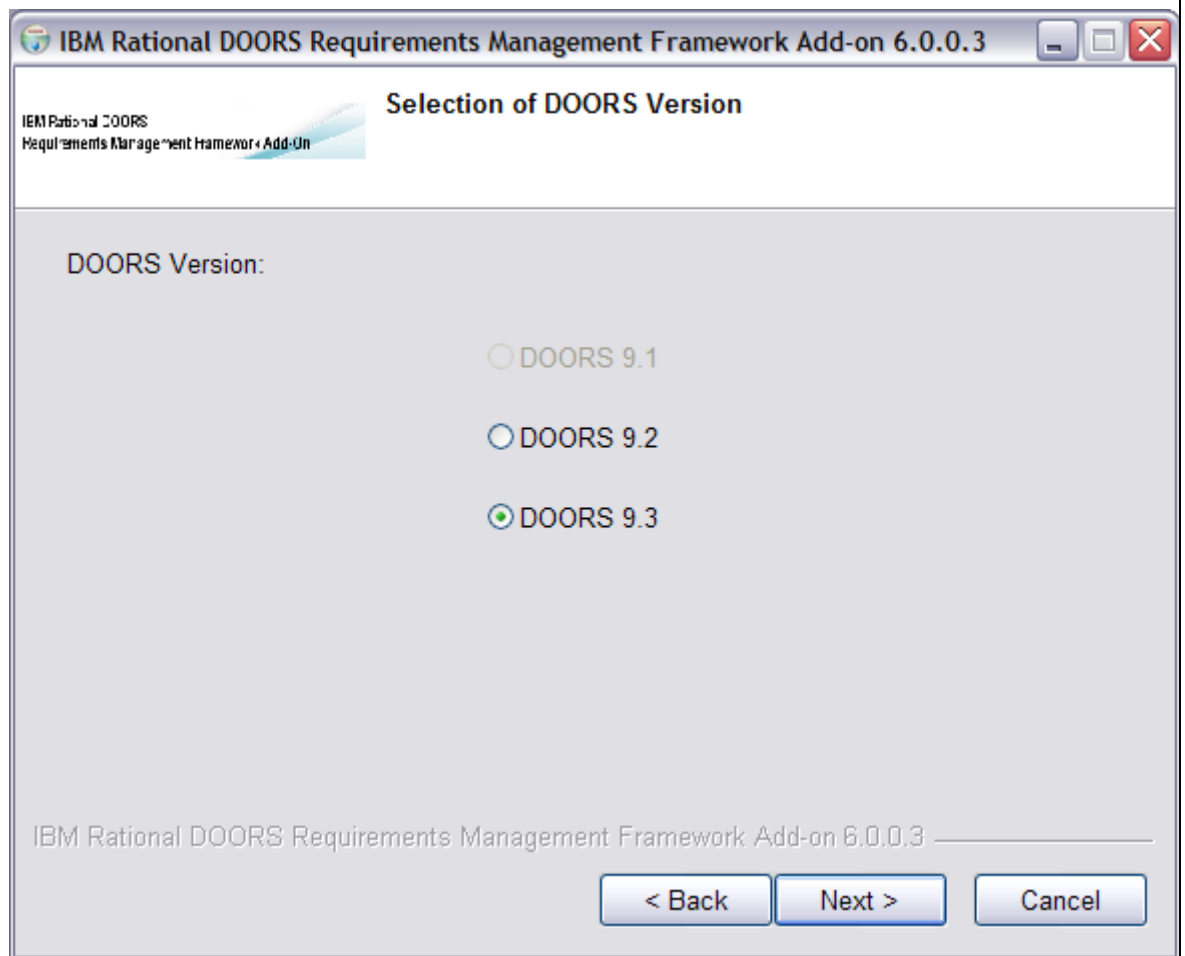 IBM Rational DOORS Requirements Management Framework Add-on 6.0.0.3
Selection of DOORS Version
IBM Rational DOORS
Requirements Management Framework Add-On
DOORS Version:
DOORS 9.1
DOORS 9.2
DOORS 9.3
IBM Rational DOORS Requirements Management Framework Add-on 6.0.0.3
< Back
Next >
Cancel